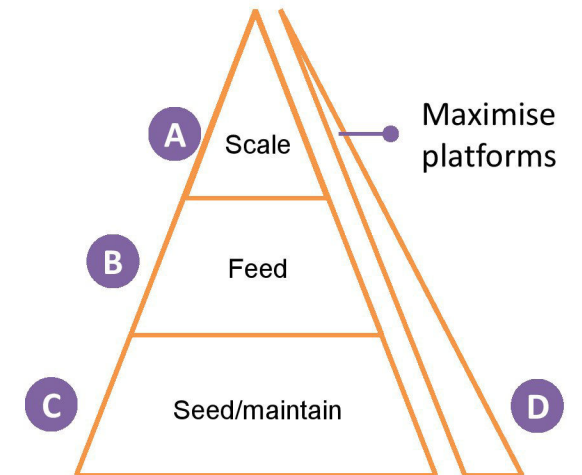 A
Scale
Maximise
platforms
B
Feed
C
Seed/maintain
D